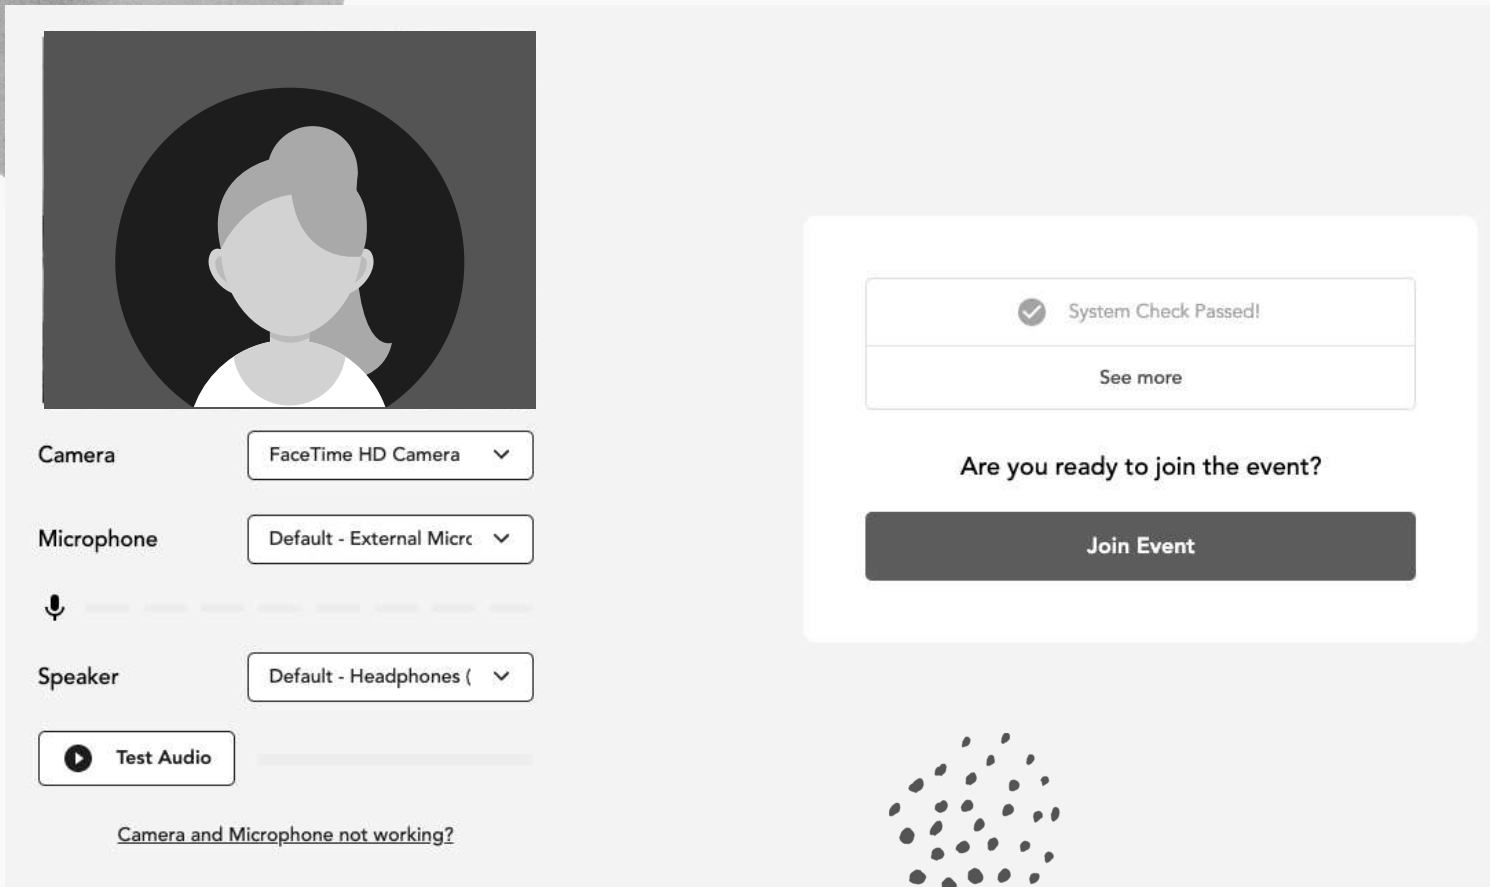 Camera
FaceTime HD Camera
Microphone
Default - External Micrc
Speaker
Default - Headphones (
Test Audio
Camera and Microphone not working?
System Check Passed!
See more
Are you ready to join the event?
Join Event